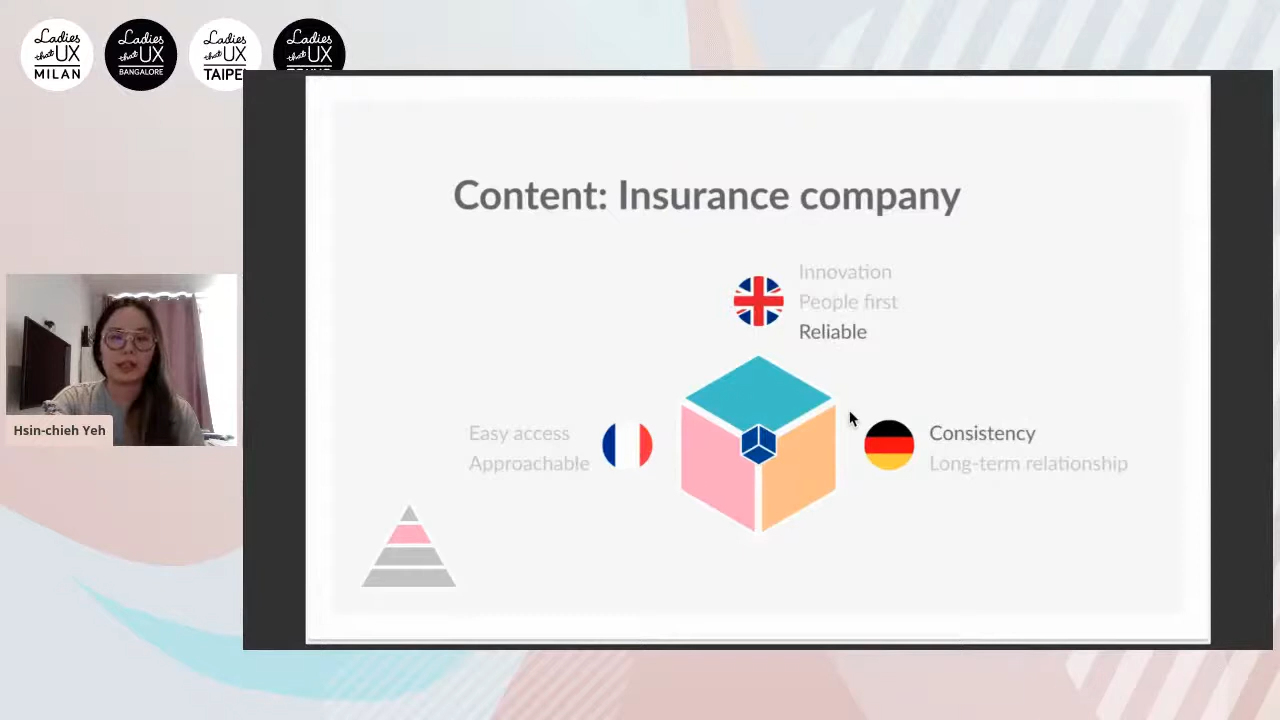 Ladies
that UX
MILAN
Ladies
that UX
BANGALORE
Ladies
that UX
TAIPE
Ladies
that UX
Content: Insurance company
Innovation
People first
Reliable
Easy access
Approachable
Consistency
Long-term relationship
Hsin-chieh Yeh